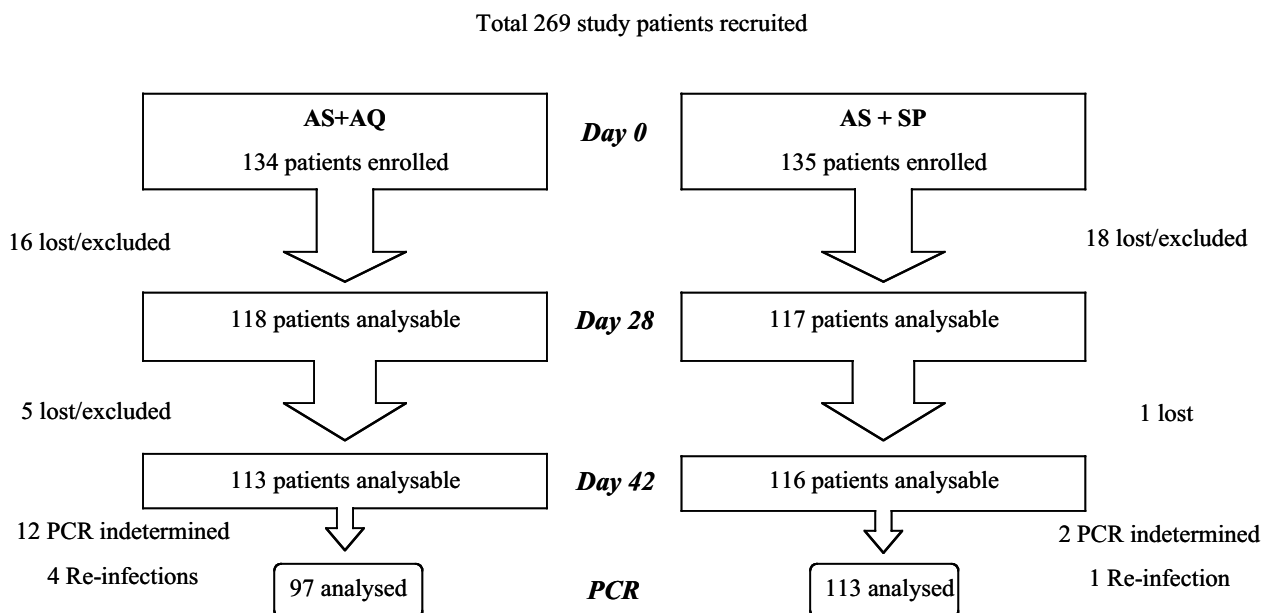 Total 269 study patients recruited
AS+AQ
134 patients enrolled
Day 0
AS + SP
135 patients enrolled
16 lost/excluded
18 lost/excluded
118 patients analysable
Day 28
117 patients analysable
5 lost/excluded
1 lost
113 patients analysable
Day 42
116 patients analysable
12 PCR indetermined
4 Re-infections
2 PCR indetermined
1 Re-infection
97 analysed
PCR
113 analysed